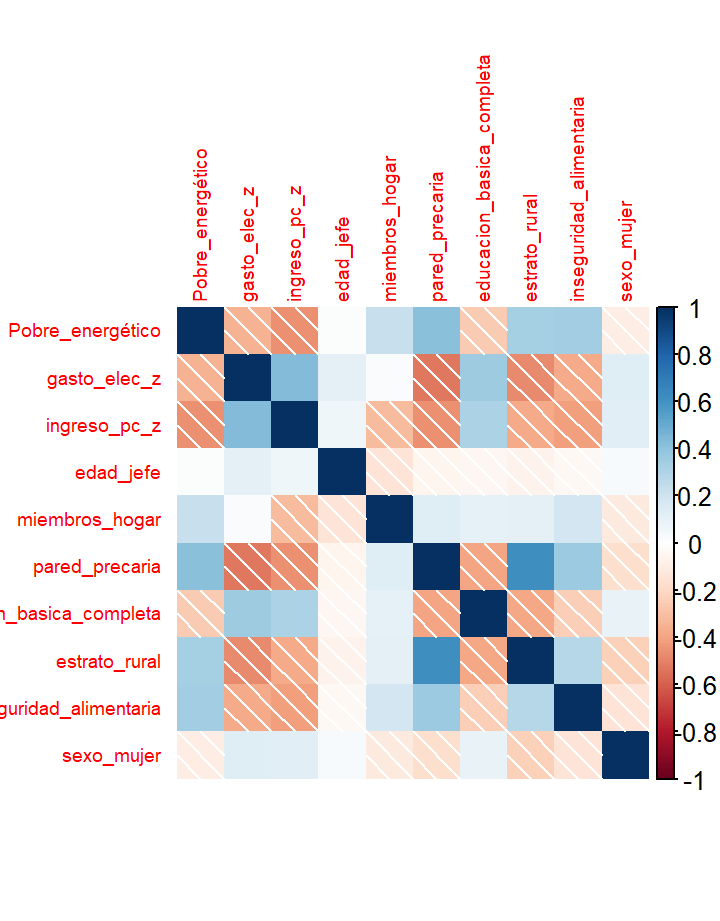 Pobre_energético
gasto_elec_z
ingreso_pc_z
edad_jefe
miembros_hogar
pared_precaria
educacion_basica_completa
estrato_rural
inseguridad_alimentaria
sexo_mujer
Pobre_energético
gasto_elec_z
ingreso_pc_z
edad_jefe
miembros_hogar
pared_precaria
n_basica_completa
estrato_rural
guridad_alimentaria
sexo_mujer
1
0.8
0.6
0.4
0.2
0
-0.2
-0.4
-0.6
-0.8
-1